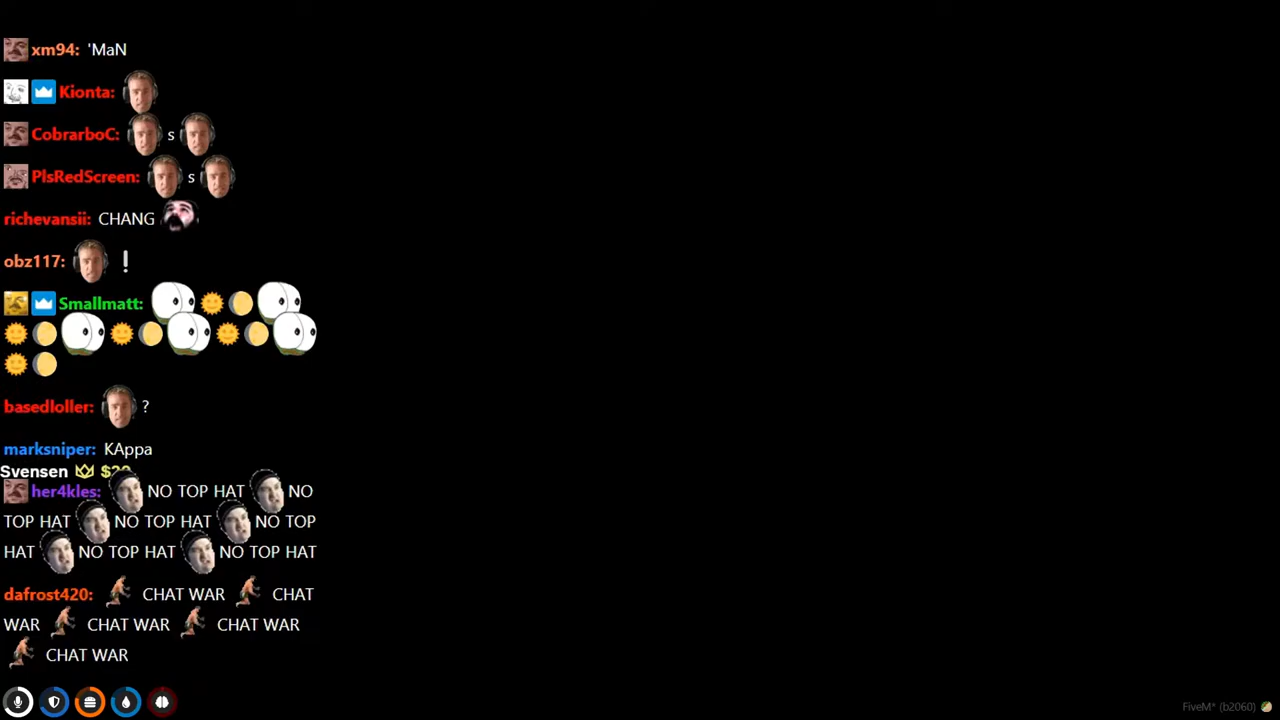 xm94: 'MaN
Kionta:
CobrarboC: s
PlsRedScreen: s
richevansii: CHANG
obz117: !
Smallmatt:
basedloller: ?
marksniper: KAppa
Svensen $20
her4kles: NO TOP HAT NO
TOP HAT NO TOP HAT NO TOP
HAT NO TOP HAT NO TOP HAT
dafrost420: CHAT WAR CHAT
WAR CHAT WAR CHAT WAR
CHAT WAR
FiveM* (b2060)